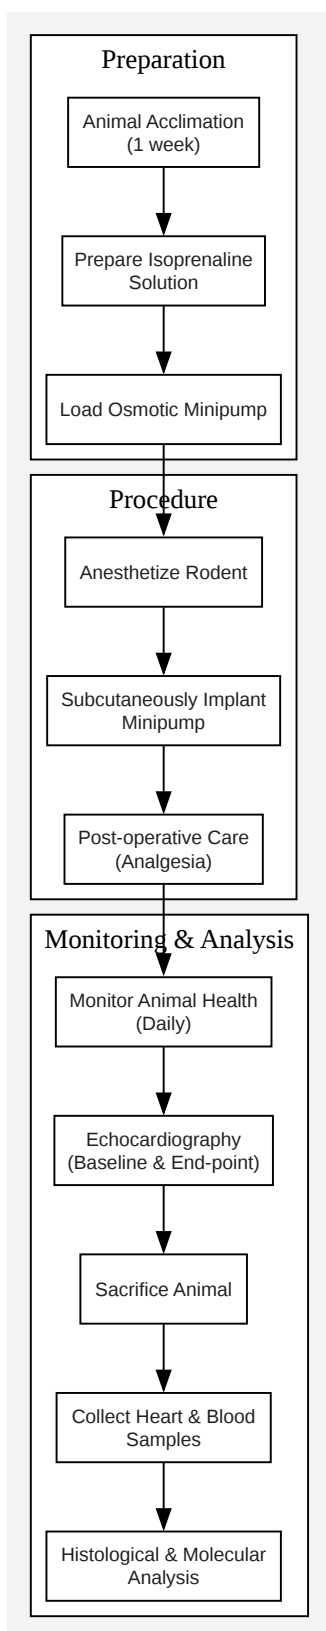 Preparation
Animal Acclimation
(1 week)
Prepare Isoprenaline
Solution
Load Osmotic Minipump
Procedure
Anesthetize Rodent
Subcutaneously Implant
Minipump
Post-operative Care
(Analgesia)
Monitoring & Analysis
Monitor Animal Health
(Daily)
Echocardiography
(Baseline & End-point)
Sacrifice Animal
Collect Heart & Blood
Samples
Histological & Molecular
Analysis